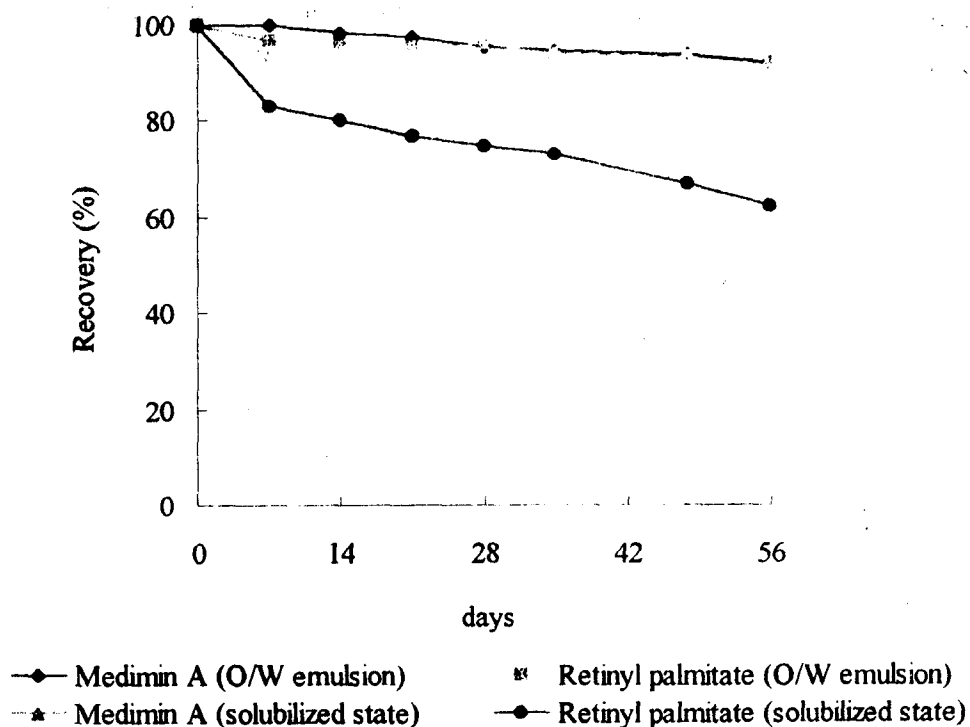 100
80
60
40
20
0
Recovery (%)
0 14 28 42 56
days
Medimin A (O/W emulsion)
Retinyl palmitate (O/W emulsion)
Medimin A (solubilized state)
Retinyl palmitate (solubilized state)